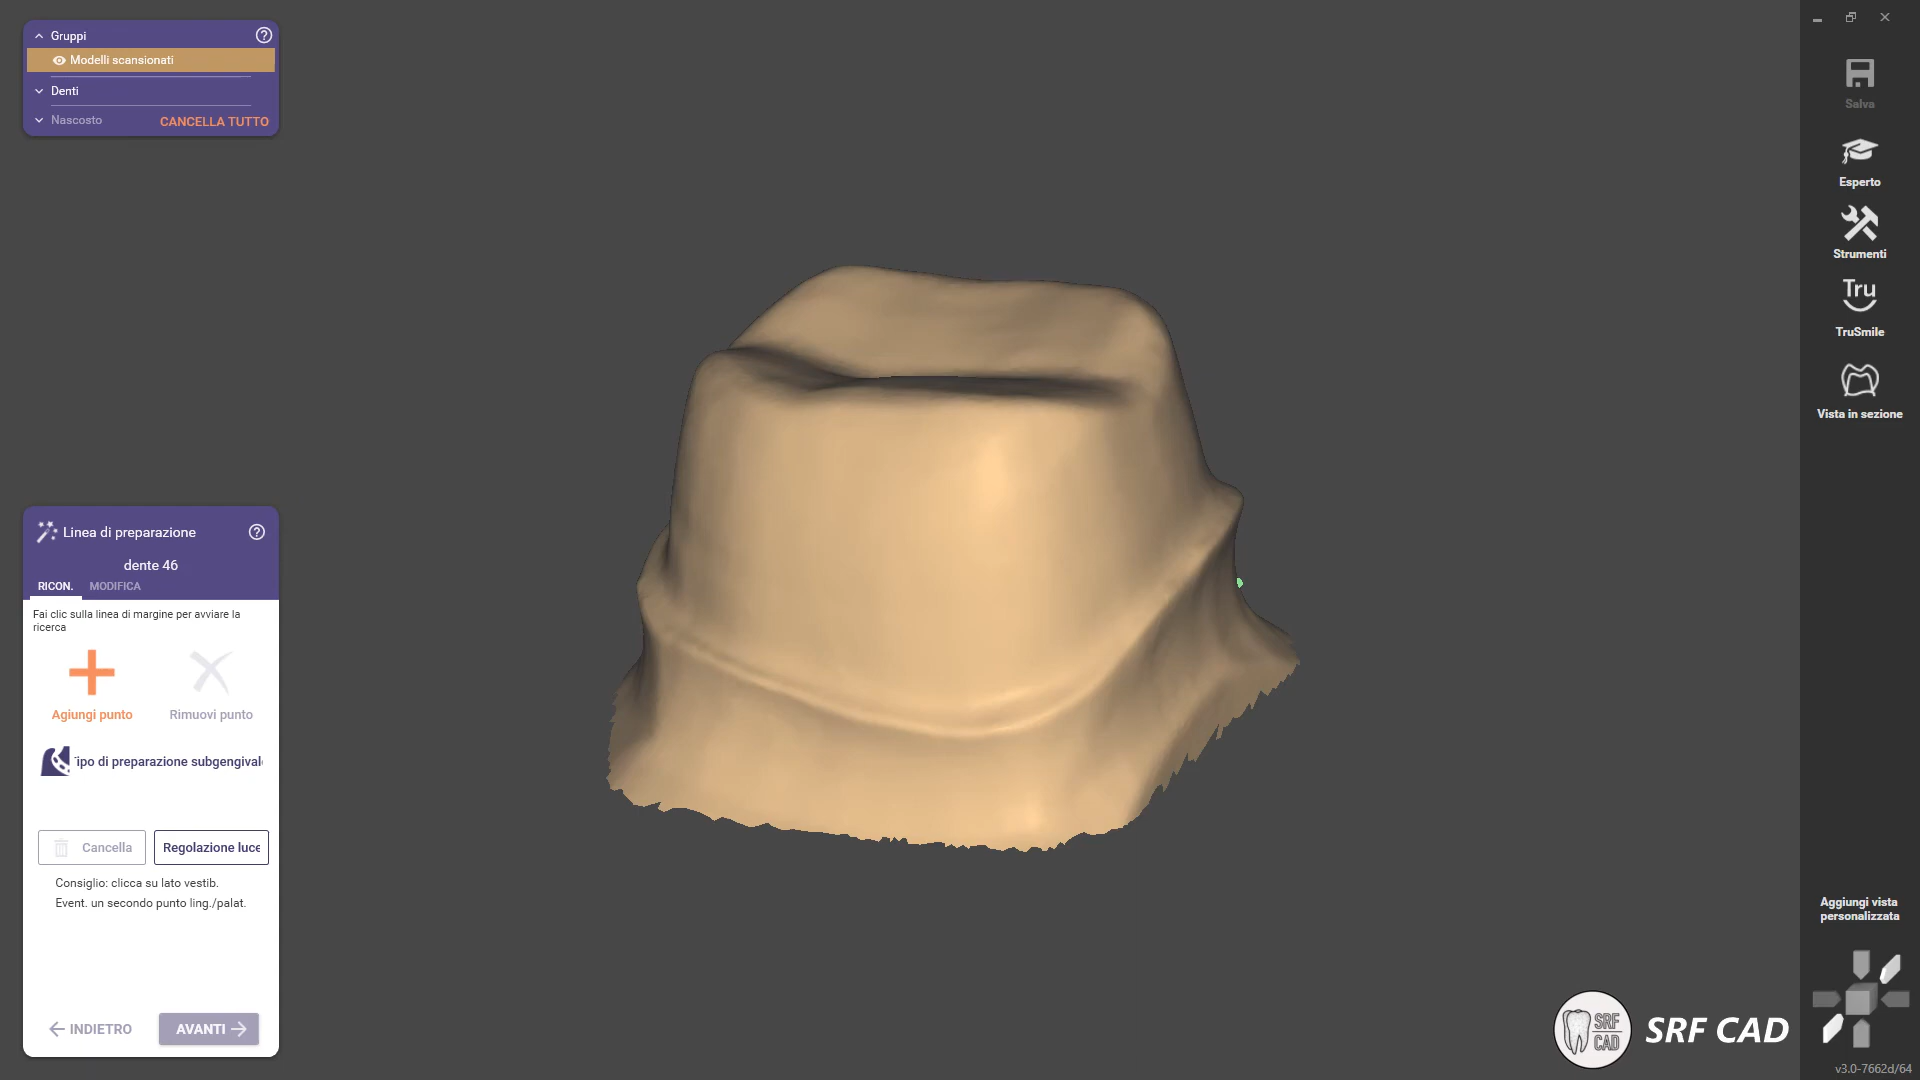 Gruppi
Modelli scansionati
Denti
Nascosto
CANCELLA TUTTO
Linea di preparazione
dente 46
RICON.
MODIFICA
Fai clic sulla linea di margine per avviare la
ricerca
Agiungi punto
Rimuovi punto
ipo di preparazione subgengival
Cancella
Regolazione luce
Consiglio: clicca su lato vestib.
Event. un secondo punto ling./palat.
INDIETRO
AVANTI
Salva
Esperto
Strumenti
Tru
TruSmile
Vista in sezione
Aggiungi vista
personalizzata
SRF
CAD
SRF CAD
v3.0-7662d/64